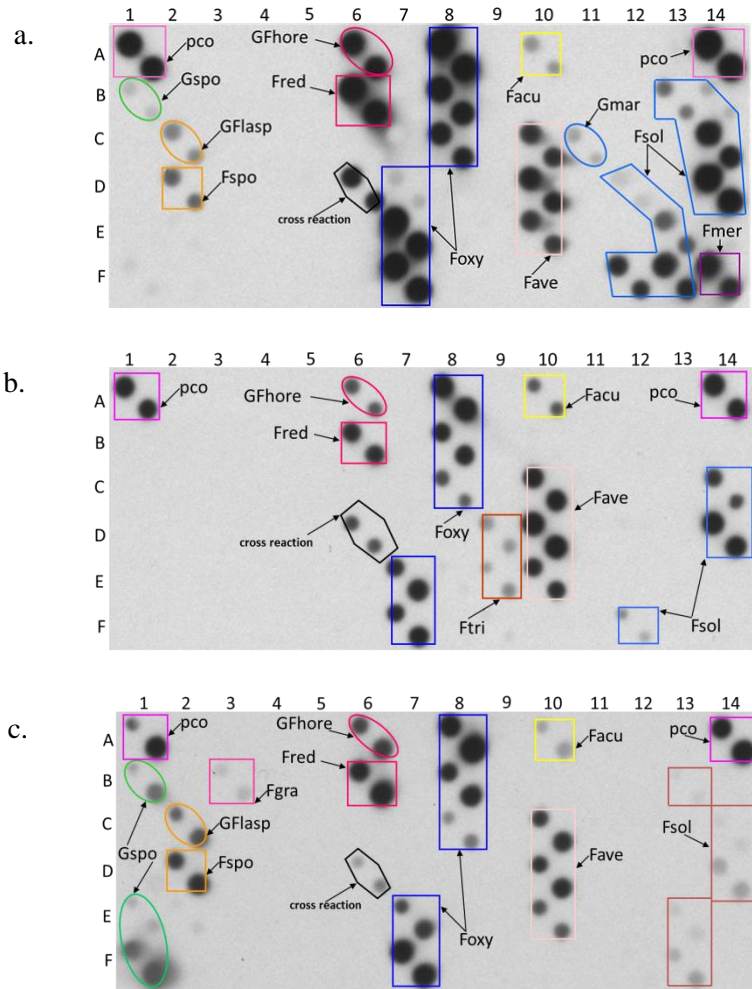 a.
1 2 3 4 5 6 7 8 9 10 11 12 13 14
A
B
C
D
E
F
pco
Gspo
GFlasp
Fspo
GFhore
Fred
cross reaction
Foxy
Facu
Gmar
Fave
pco
Fsol
Fmer
b.
1 2 3 4 5 6 7 8 9 10 11 12 13 14
A
B
C
D
E
F
pco
GFhore
Fred
cross reaction
Foxy
Ftri
Facu
Fave
pco
Fsol
c.
1 2 3 4 5 6 7 8 9 10 11 12 13 14
A
B
C
D
E
F
pco
Fgra
GFlasp
Gspo
Fspo
GFhore
Fred
cross reaction
Foxy
Facu
Fave
pco
Fsol